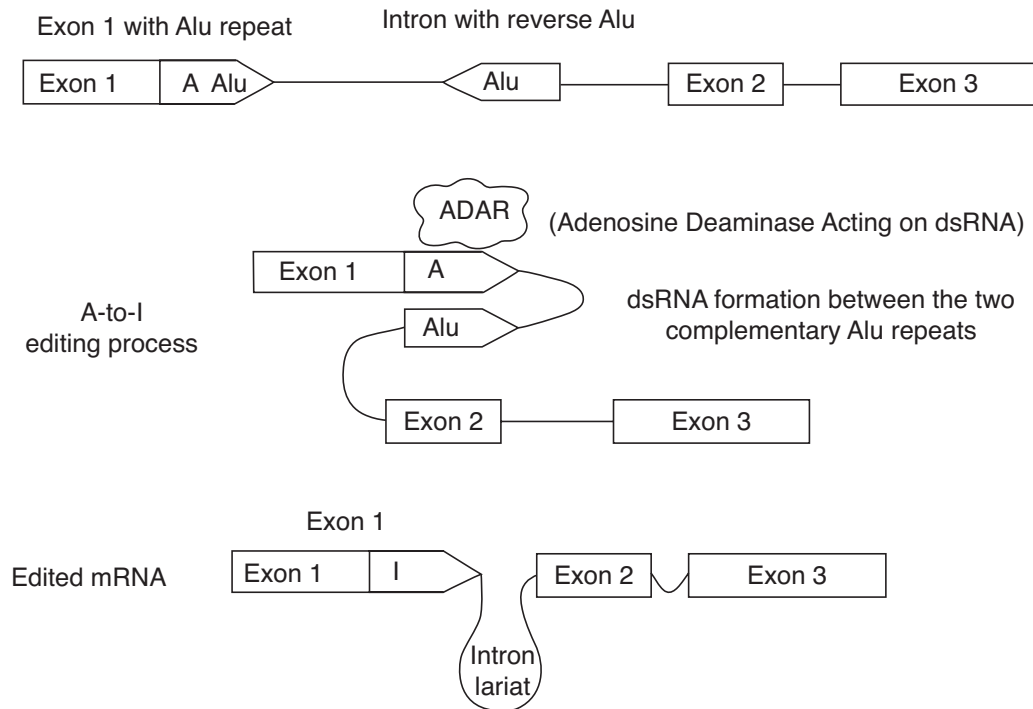 Exon 1 with Alu repeat
Intron with reverse Alu
Exon 1
A Alu
Alu
Exon 2
Exon 3
ADAR
(Adenosine Deaminase Acting on dsRNA)
Exon 1
A
A-to-I
editing process
Alu
dsRNA formation between the two
complementary Alu repeats
Exon 2
Exon 3
Exon 1
Edited mRNA
Exon 1
I
Exon 2
Exon 3
Intron
lariat